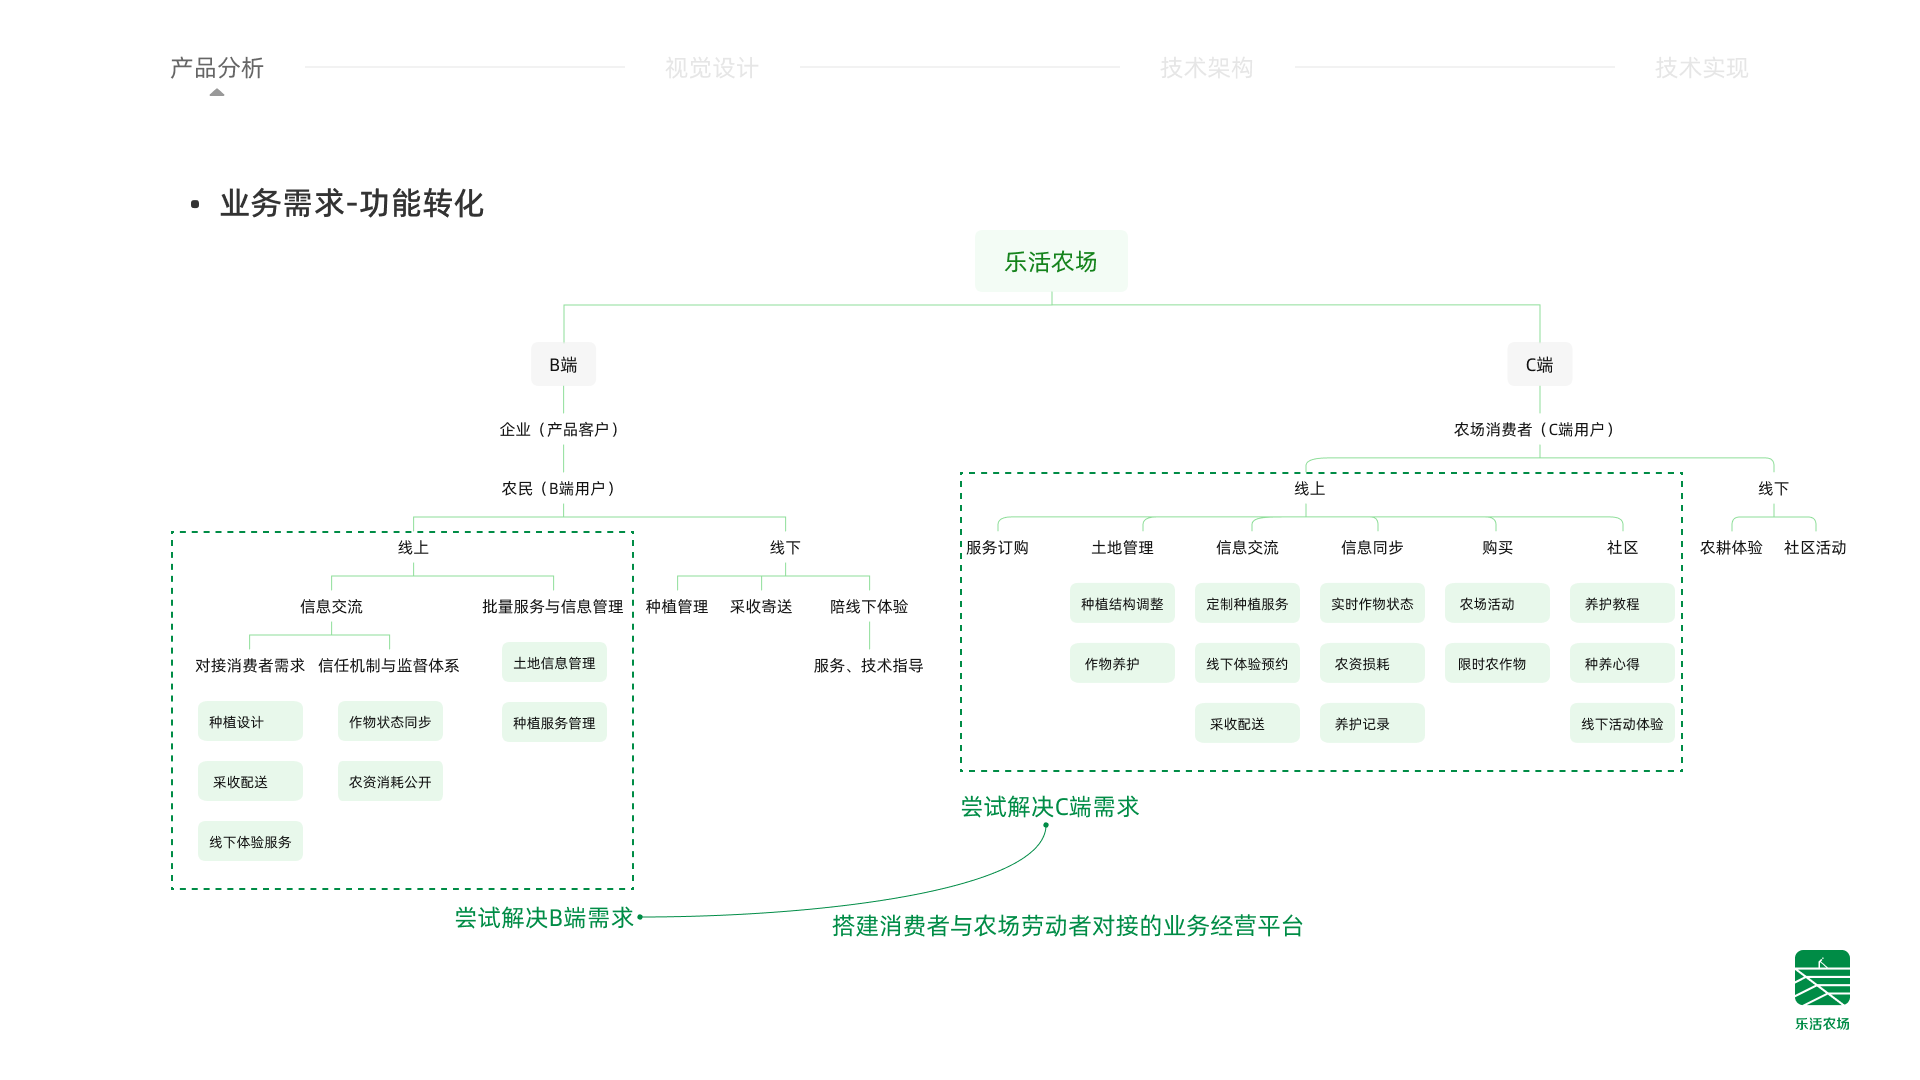 产品分析
视觉设计
技术架构
技术实现
• 业务需求-功能转化
乐活农场
B端
C端
企业（产品客户）
农场消费者（C端用户）
农民（B端用户）
线上
线下
线上
线下
服务订购
土地管理
信息交流
信息同步
购买
社区
农耕体验
社区活动
信息交流
批量服务与信息管理
种植管理
采收寄送
陪线下体验
种植结构调整
定制种植服务
实时作物状态
农场活动
养护教程
对接消费者需求
信任机制与监督体系
土地信息管理
服务、技术指导
作物养护
线下体验预约
农资损耗
限时农作物
种养心得
种植设计
作物状态同步
种植服务管理
采收配送
养护记录
线下活动体验
采收配送
农资消耗公开
线下体验服务
尝试解决C端需求
尝试解决B端需求
搭建消费者与农场劳动者对接的业务经营平台
乐活农场